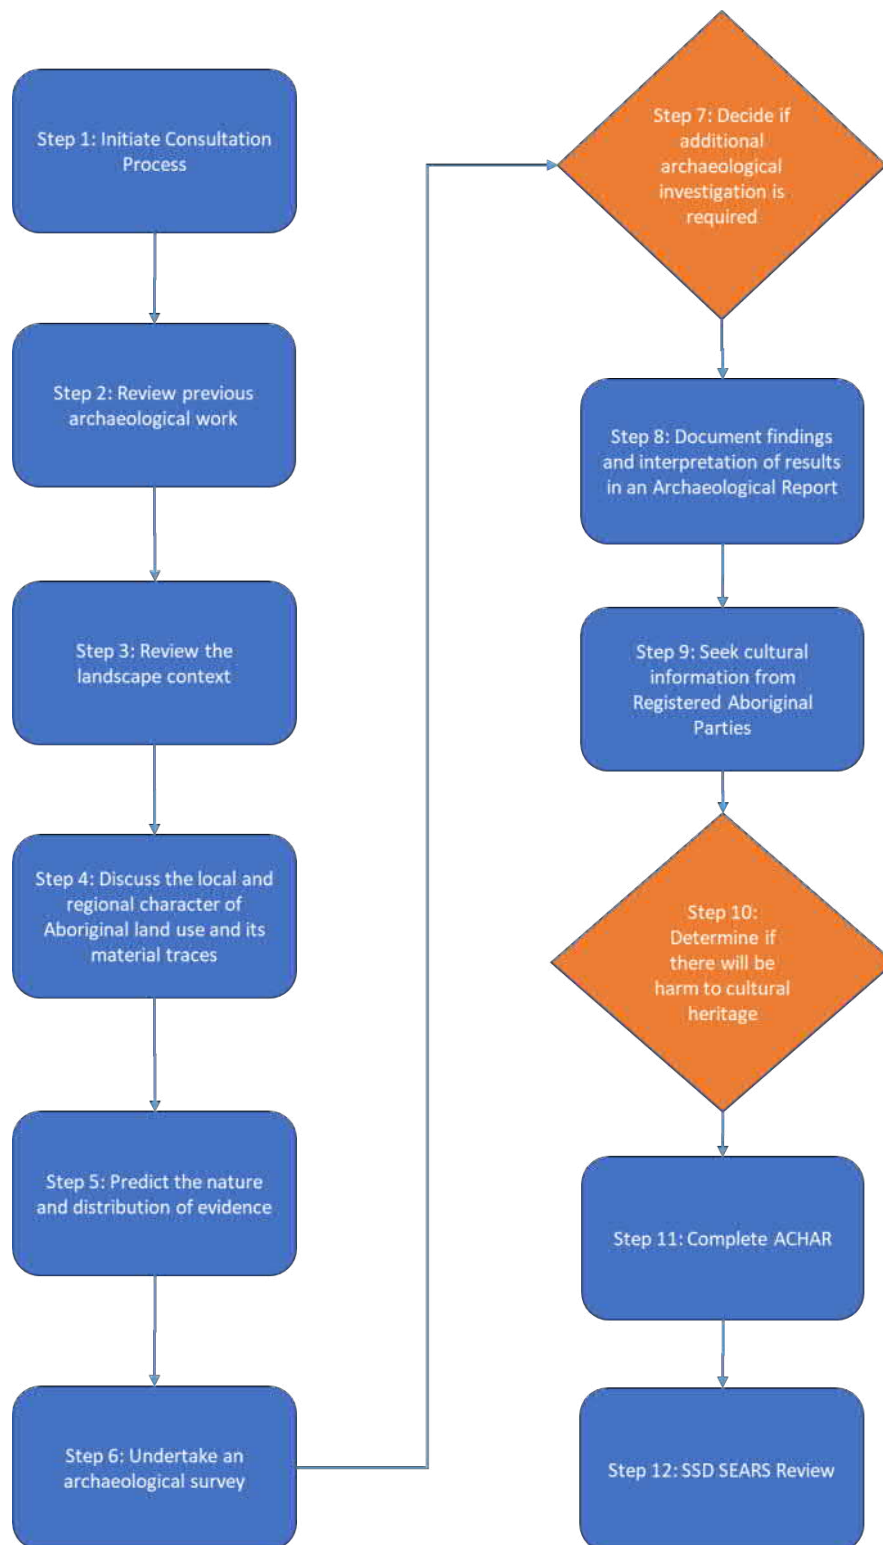 Step 1: Initiate Consultation
Process
Step 2: Review previous
archaeological work
Step 3: Review the
landscape context
Step 4: Discuss the local and
regional character of
Aboriginal land use and its
material traces
Step 5: Predict the nature
and distribution of evidence
Step 6: Undertake an
archaeological survey
Step 7: Decide if
additional
archaeological
investigation is
required
Step 8: Document findings
and interpretation of results
in an Archaeological Report
Step 9: Seek cultural
information from
Registered Aboriginal
Parties
Step 10:
Determine if
there will be
harm to cultural
heritage
Step 11: Complete ACHAR
Step 12: SSD SEARS Review